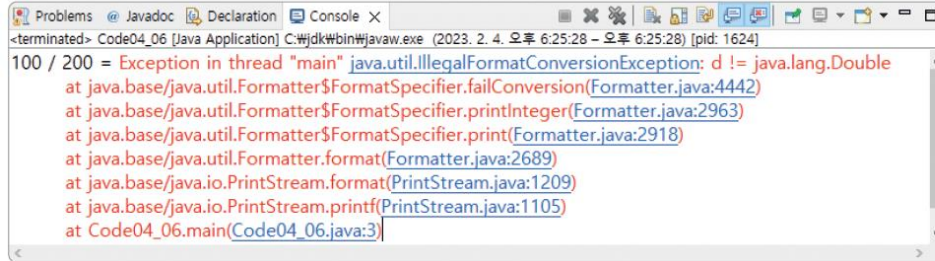 Problems @ Javadoc Declaration Console
<terminated> Code04_06 [Java Application] C:₩jdk₩bin₩javaw.exe (2023. 2. 4. 오후 6:25:28 – 오후 6:25:28) [pid: 1624]
100 / 200 = Exception in thread "main" java.util.IllegalFormatConversionException: d != java.lang.Double
at java.base/java.util.Formatter$FormatSpecifier.failConversion(Formatter.java:4442)
at java.base/java.util.Formatter$FormatSpecifier.printInteger(Formatter.java:2963)
at java.base/java.util.Formatter$FormatSpecifier.print(Formatter.java:2918)
at java.base/java.util.Formatter.format(Formatter.java:2689)
at java.base/java.io.PrintStream.format(PrintStream.java:1209)
at java.base/java.io.PrintStream.printf(PrintStream.java:1105)
at Code04_06.main(Code04_06.java:3)